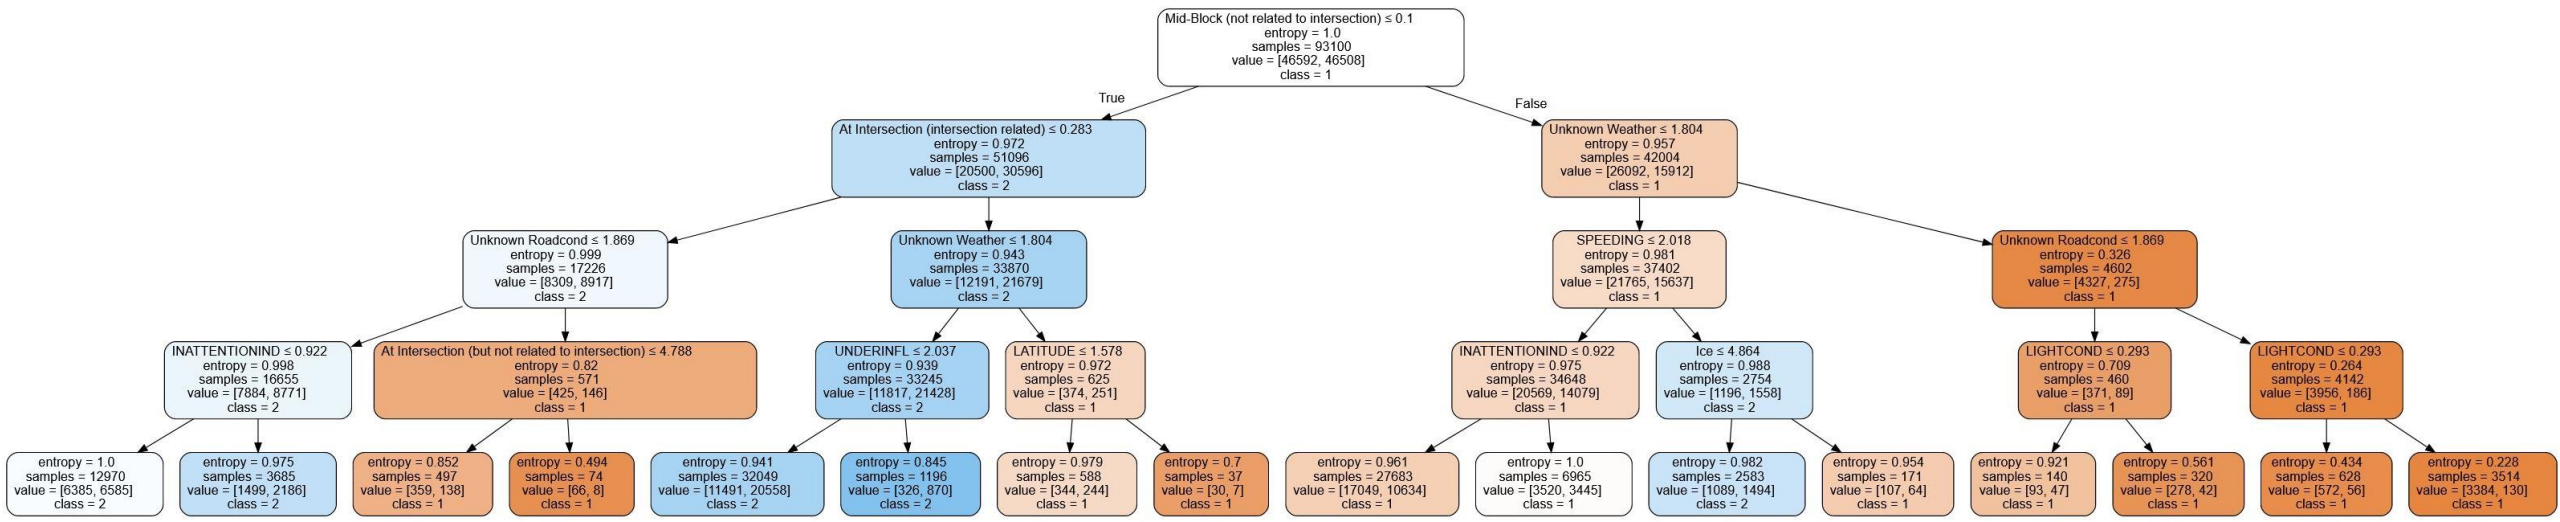 Mid-Block (not related to intersection) ≤ 0.1
entropy = 1.0
samples = 93100
value = [46592, 46508]
class = 1
True
False
At Intersection (intersection related) ≤ 0.283
entropy = 0.972
samples = 51096
value = [20500, 30596]
class = 2
Unknown Weather ≤ 1.804
entropy = 0.957
samples = 42004
value = [26092, 15912]
class = 1
Unknown Roadcond ≤ 1.869
entropy = 0.999
samples = 17226
value = [8309, 8917]
class = 2
Unknown Weather ≤ 1.804
entropy = 0.943
samples = 33870
value = [12191, 21679]
class = 2
SPEEDING ≤ 2.018
entropy = 0.981
samples = 37402
value = [21765, 15637]
class = 1
Unknown Roadcond ≤ 1.869
entropy = 0.326
samples = 4602
value = [4327, 275]
class = 1
INATTENTIONIND ≤ 0.922
entropy = 0.998
samples = 16655
value = [7884, 8771]
class = 2
At Intersection (but not related to intersection) ≤ 4.788
entropy = 0.82
samples = 571
value = [425, 146]
class = 1
UNDERINFL ≤ 2.037
entropy = 0.939
samples = 33245
value = [11817, 21428]
class = 2
LATITUDE ≤ 1.578
entropy = 0.972
samples = 625
value = [374, 251]
class = 1
INATTENTIONIND ≤ 0.922
entropy = 0.975
samples = 34648
value = [20569, 14079]
class = 1
Ice ≤ 4.864
entropy = 0.988
samples = 2754
value = [1196, 1558]
class = 2
LIGHTCOND ≤ 0.293
entropy = 0.709
samples = 460
value = [371, 89]
class = 1
LIGHTCOND ≤ 0.293
entropy = 0.264
samples = 4142
value = [3956, 186]
class = 1
entropy = 1.0
samples = 12970
value = [6385, 6585]
class = 2
entropy = 0.975
samples = 3685
value = [1499, 2186]
class = 2
entropy = 0.852
samples = 497
value = [359, 138]
class = 1
entropy = 0.494
samples = 74
value = [66, 8]
class = 1
entropy = 0.941
samples = 32049
value = [11491, 20558]
class = 2
entropy = 0.845
samples = 1196
value = [326, 870]
class = 2
entropy = 0.979
samples = 588
value = [344, 244]
class = 1
entropy = 0.7
samples = 37
value = [30, 7]
class = 1
entropy = 0.961
samples = 27683
value = [17049, 10634]
class = 1
entropy = 1.0
samples = 6965
value = [3520, 3445]
class = 1
entropy = 0.982
samples = 2583
value = [1089, 1494]
class = 2
entropy = 0.954
samples = 171
value = [107, 64]
class = 1
entropy = 0.921
samples = 140
value = [93, 47]
class = 1
entropy = 0.561
samples = 320
value = [278, 42]
class = 1
entropy = 0.434
samples = 628
value = [572, 56]
class = 1
entropy = 0.228
samples = 3514
value = [3384, 130]
class = 1